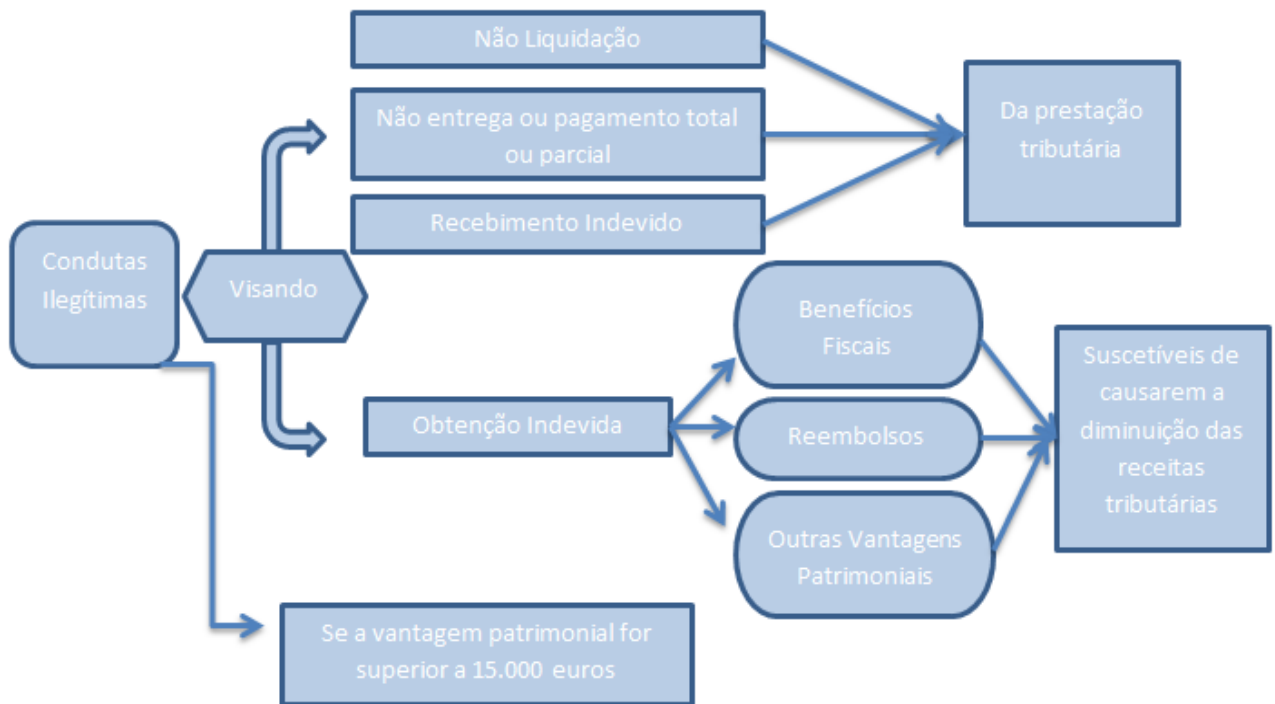 Não Liquidação
Não entrega ou pagamento total
ou parcial
Recebimento Indevido
Da prestação
tributária
Condutas
Ilegítimas
Visando
Obtenção Indevida
Benefícios
Fiscais
Reembolsos
Outras Vantagens
Patrimoniais
Suscetíveis de
causarem a
diminuição das
receitas
tributárias
Se a vantagem patrimonial for
superior a 15.000 euros